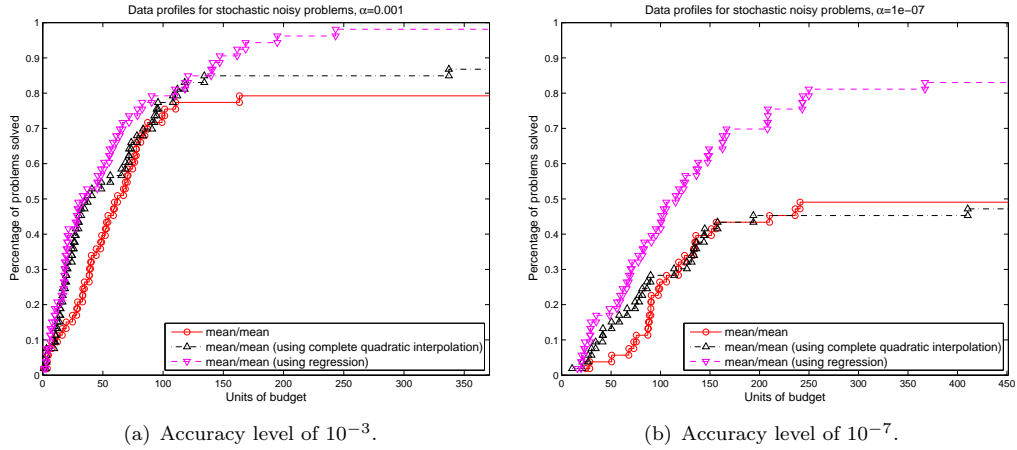 Data profiles for stochastic noisy problems, α=0.001
Percentage of problems solved
1
0.9
0.8
0.7
0.6
0.5
0.4
0.3
0.2
0.1
0
mean/mean
mean/mean (using complete quadratic interpolation)
mean/mean (using regression)
0 50 100 150 200 250 300 350
Units of budget
(a) Accuracy level of 10⁻³.
Data profiles for stochastic noisy problems, α=1e−07
Percentage of problems solved
1
0.9
0.8
0.7
0.6
0.5
0.4
0.3
0.2
0.1
0
mean/mean
mean/mean (using complete quadratic interpolation)
mean/mean (using regression)
0 50 100 150 200 250 300 350 400 450
Units of budget
(b) Accuracy level of 10⁻⁷.